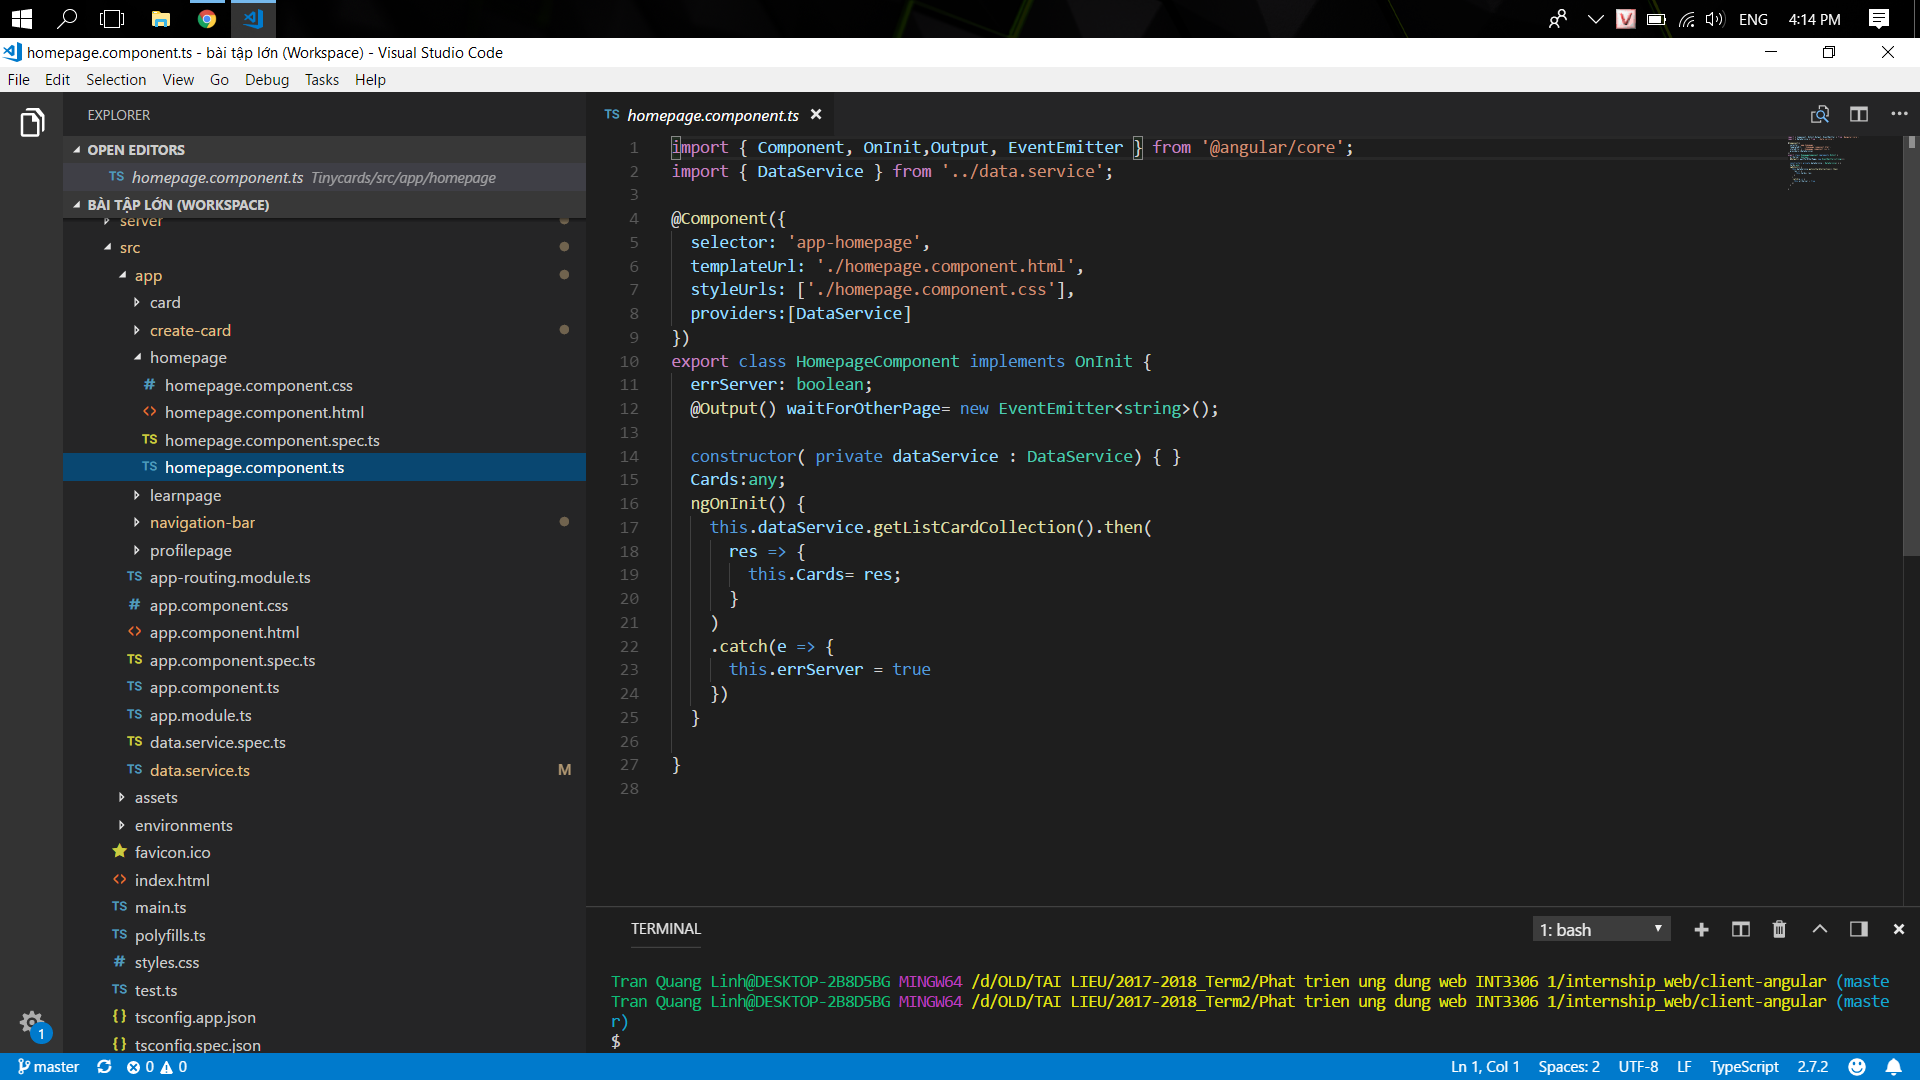 ENG
4:14 PM
homepage.component.ts - bài tập lớn (Workspace) - Visual Studio Code
File Edit Selection View Go Debug Tasks Help
EXPLORER
OPEN EDITORS
TS homepage.component.ts Tinycards/src/app/homepage
BÀI TẬP LỚN (WORKSPACE)
server
src
app
card
create-card
homepage
# homepage.component.css
<> homepage.component.html
TS homepage.component.spec.ts
TS homepage.component.ts
learnpage
navigation-bar
profilepage
TS app-routing.module.ts
# app.component.css
<> app.component.html
TS app.component.spec.ts
TS app.component.ts
TS app.module.ts
TS data.service.spec.ts
TS data.service.ts M
assets
environments
favicon.ico
<> index.html
TS main.ts
TS polyfills.ts
# styles.css
TS test.ts
{} tsconfig.app.json
{} tsconfig.spec.json
1
TS homepage.component.ts
1 import { Component, OnInit,Output, EventEmitter } from '@angular/core';
2 import { DataService } from '../data.service';
3
4 @Component({
5 selector: 'app-homepage',
6 templateUrl: './homepage.component.html',
7 styleUrls: ['./homepage.component.css'],
8 providers:[DataService]
9 })
10 export class HomepageComponent implements OnInit {
11 errServer: boolean;
12 @Output() waitForOtherPage= new EventEmitter<string>();
13
14 constructor( private dataService : DataService) { }
15 Cards:any;
16 ngOnInit() {
17 this.dataService.getListCardCollection().then(
18 res => {
19 this.Cards= res;
20 }
21 )
22 .catch(e => {
23 this.errServer = true
24 })
25 }
26
27 }
28
TERMINAL
1: bash
Tran Quang Linh@DESKTOP-2B8D5BG MINGW64 /d/OLD/TAI LIEU/2017-2018_Term2/Phat trien ung dung web INT3306 1/internship_web/client-angular (maste
Tran Quang Linh@DESKTOP-2B8D5BG MINGW64 /d/OLD/TAI LIEU/2017-2018_Term2/Phat trien ung dung web INT3306 1/internship_web/client-angular (maste
r)
$
master 0 0
Ln 1, Col 1 Spaces: 2 UTF-8 LF TypeScript 2.7.2